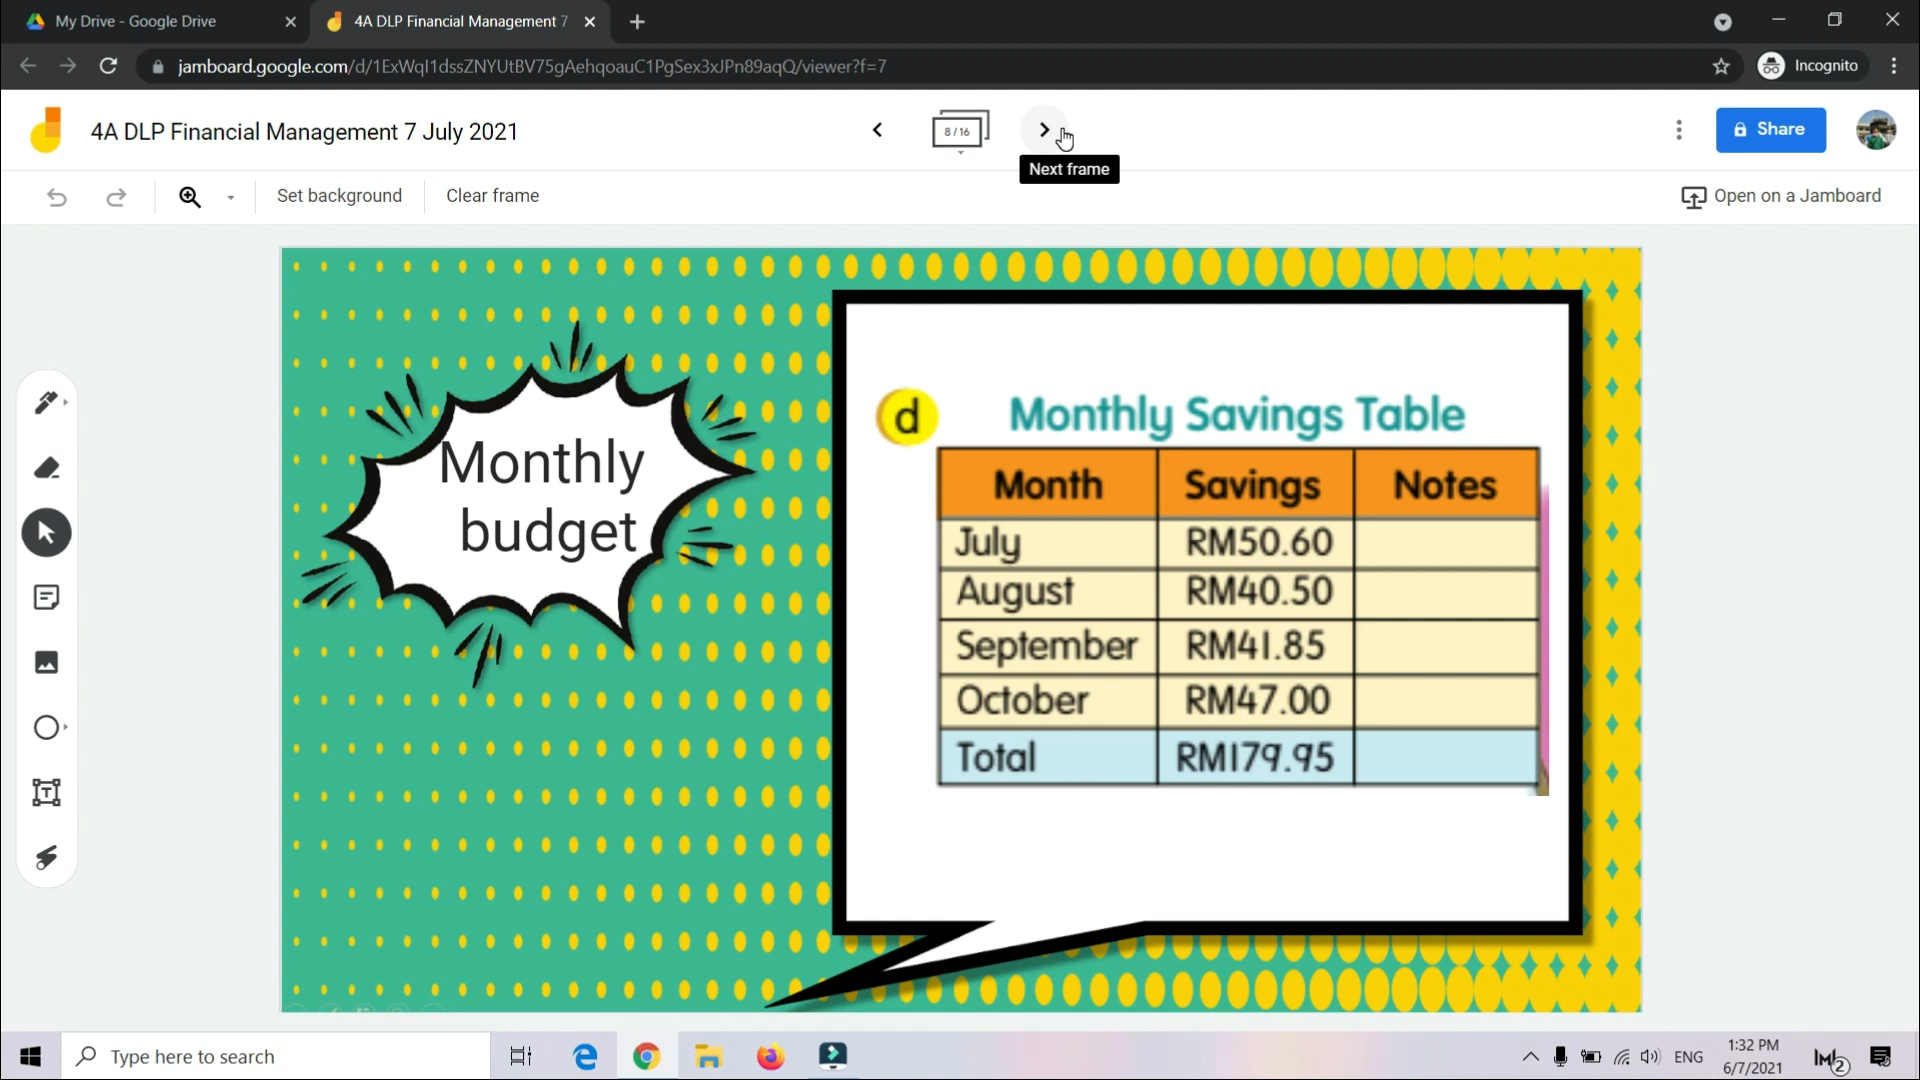 My Drive - Google Drive
4A DLP Financial Management 7
jamboard.google.com/d/1ExWqI1dssZNYUtBV75gAehqoauC1PgSex3xJPn89aqQ/viewer?f=7
Incognito
4A DLP Financial Management 7 July 2021
8 / 16
Share
Next frame
Set background
Clear frame
Open on a Jamboard
Monthly
budget
d
Monthly Savings Table
Month Savings Notes
July RM50.60
August RM40.50
September RM41.85
October RM47.00
Total RM179.95
Type here to search
ENG
1:32 PM
6/7/2021
2